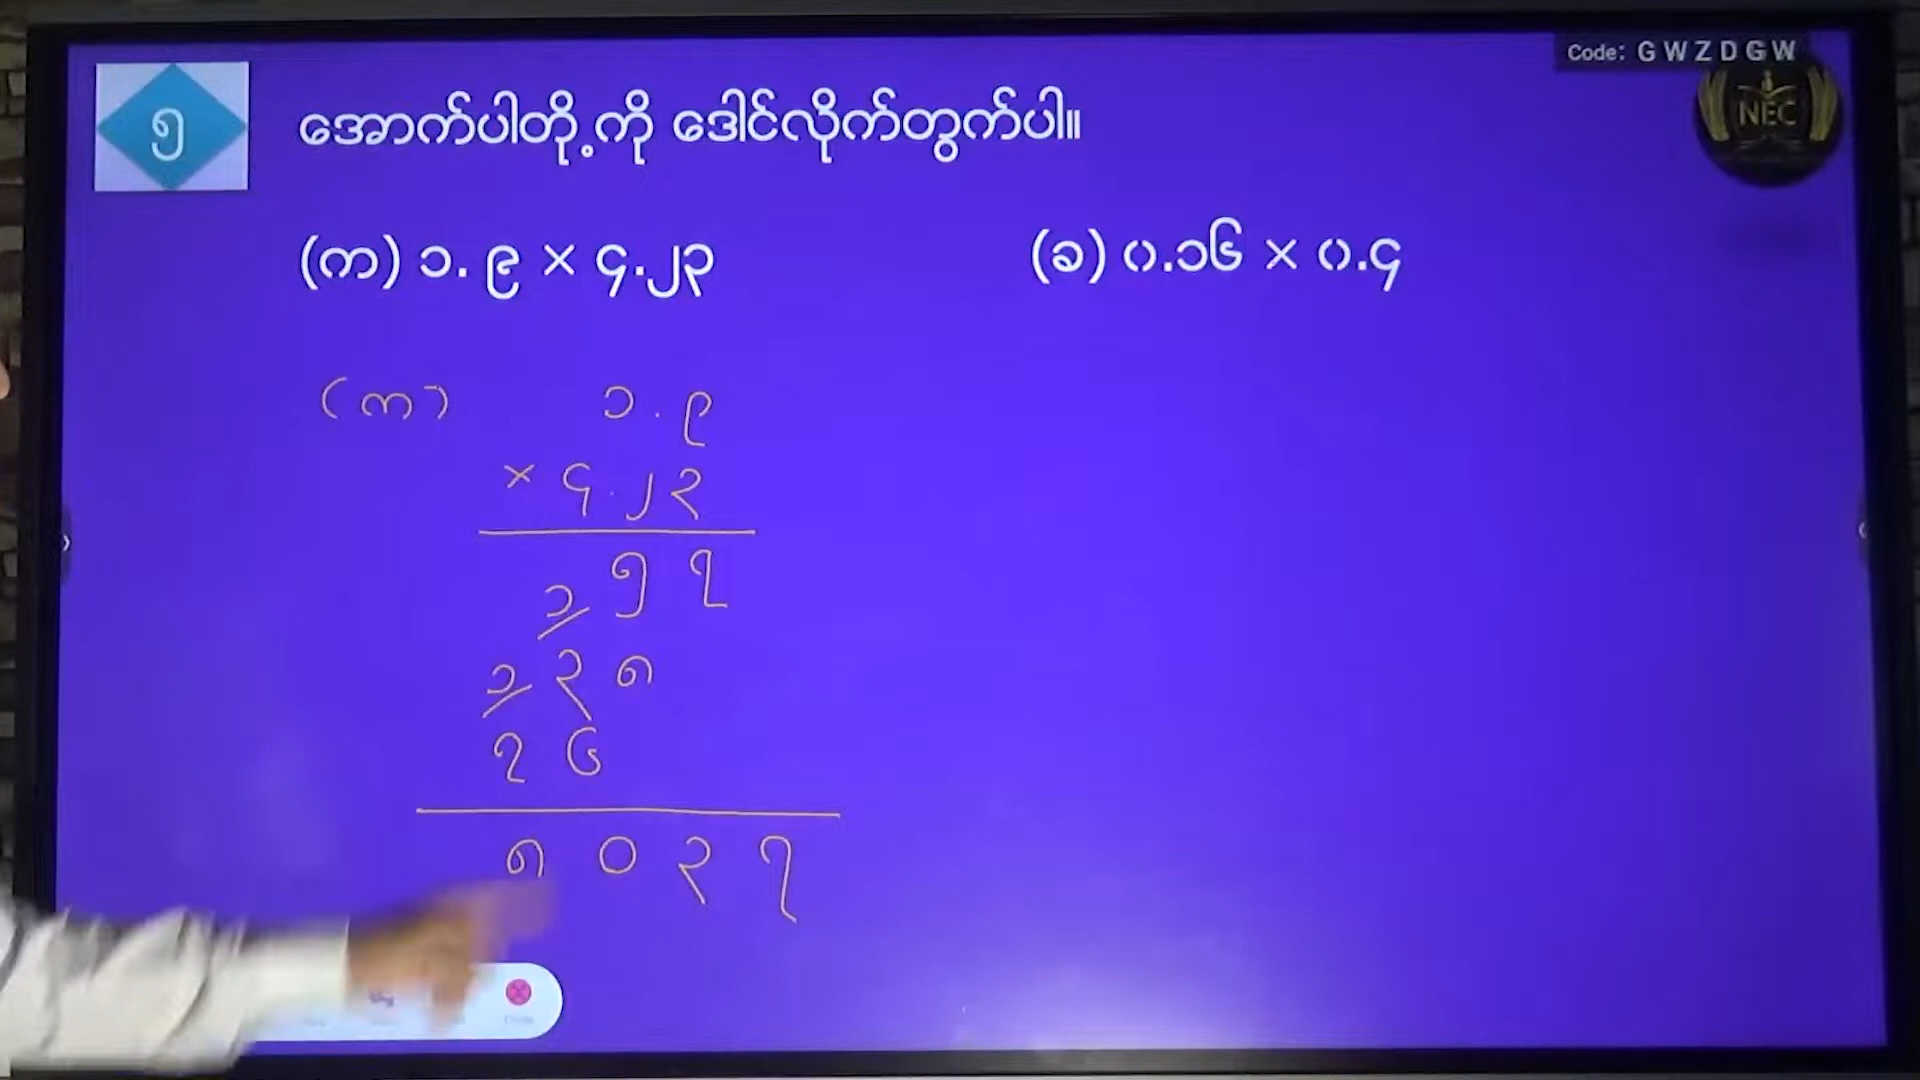 Code: GWZDGW
NEC
၅
အောက်ပါတို့ကို ဒေါင်လိုက်တွက်ပါ။
(က) ၁.၉ × ၄.၂၃
(ခ) ၀.၁၆ × ၀.၄
(က) ၁.၉
× ၄.၂၃
၅ ၇
၁
၁ ၃ ၈
၇ ၆
၈ ၀ ၃ ၇